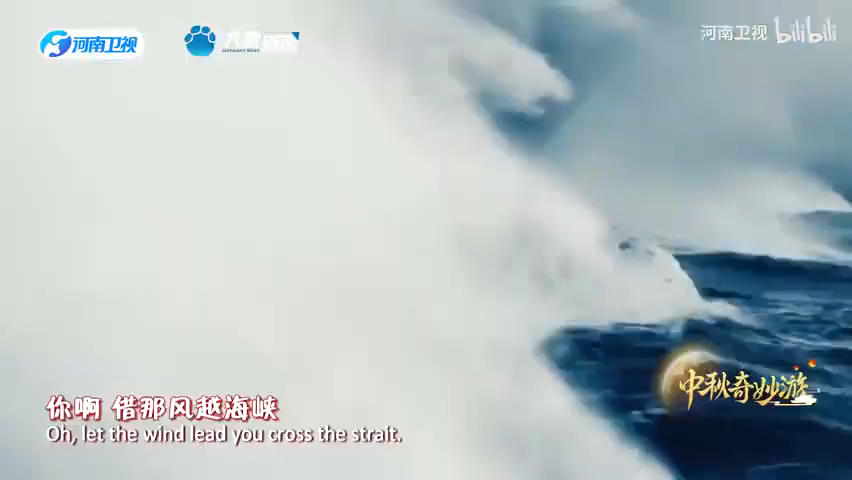 河南卫视
河南卫视 bilibili
中秋奇妙游
你啊 借那风越海峡
Oh, let the wind lead you cross the strait.